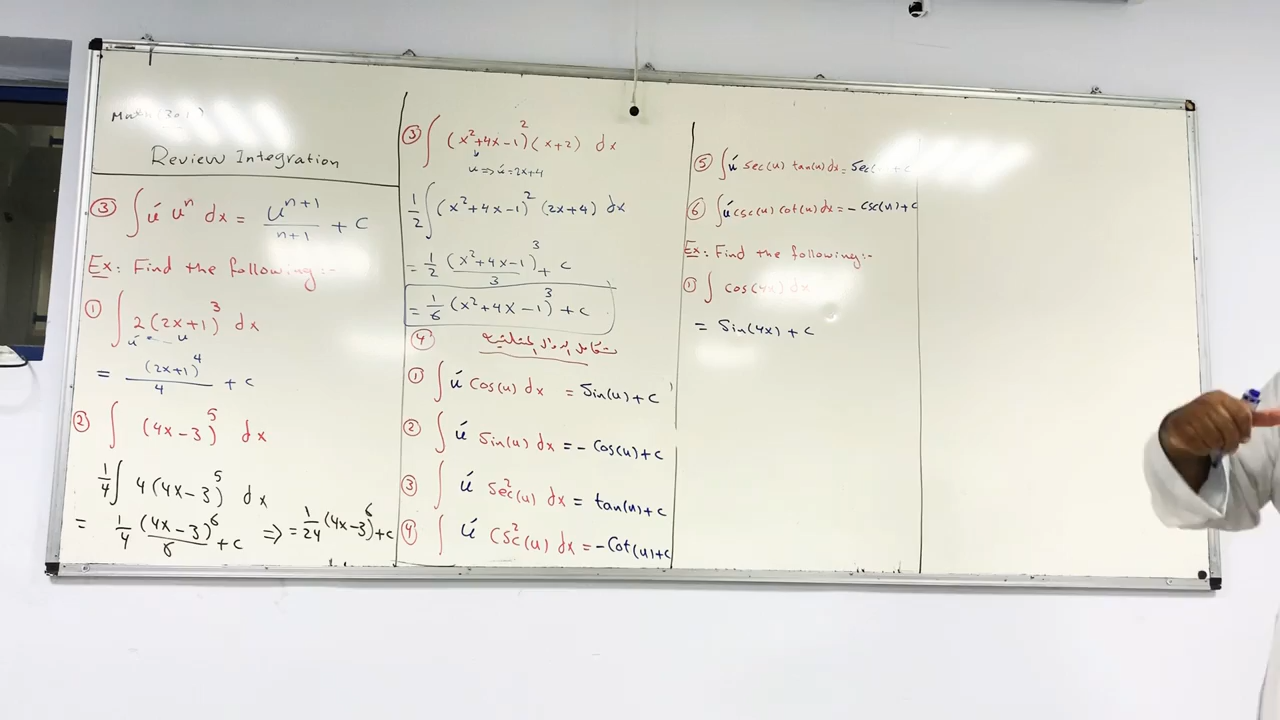 Review Integration
③ ∫ u' uⁿ dx = uⁿ⁺¹/n+1 + c
Ex: Find the following:-
① ∫ 2(2x+1)³ dx
u' u
= (2x+1)⁴/4 + c
② ∫ (4x-3)⁵ dx
1/4 ∫ 4(4x-3)⁵ dx
= 1/4 (4x-3)⁶/6 + c ⇒ = 1/24 (4x-3)⁶ + c
③ ∫ (x²+4x-1)² (x+2) dx
u ⇒ u' = 2x+4
1/2 ∫ (x²+4x-1)² (2x+4) dx
= 1/2 (x²+4x-1)³/3 + c
= 1/6 (x²+4x-1)³ + c
④
① ∫ u' Cos(u) dx = Sin(u) + c
② ∫ u' Sin(u) dx = - Cos(u) + c
③ ∫ u' Sec²(u) dx = tan(u) + c
④ ∫ u' CSc²(u) dx = -Cot(u) + c
⑤ ∫ u' Sec(u) tan(u) dx = Sec( + c
⑥ ∫ u' csc(u) cot(u) dx = - Csc(u) + c
Ex: Find the following:-
① ∫ cos(4x) dx
= Sin(4x) + c